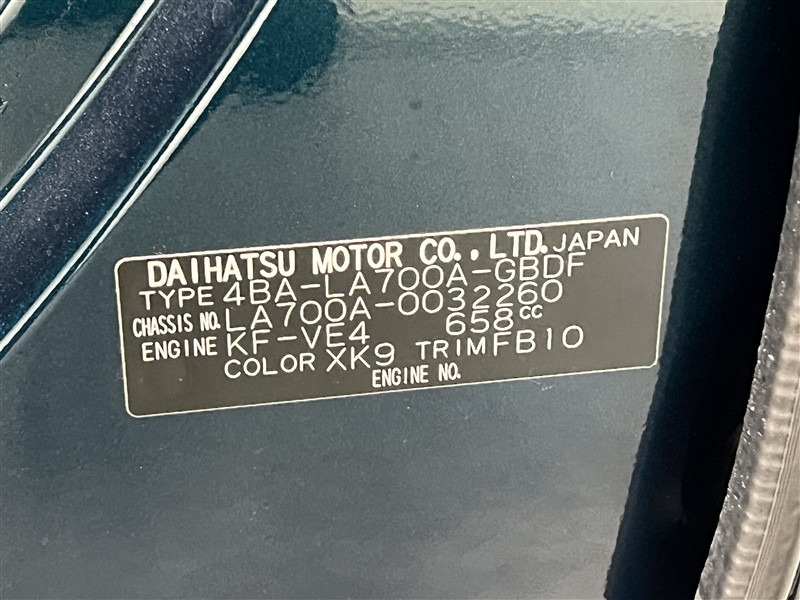 DAIHATSU MOTOR CO., LTD. JAPAN
TYPE 4BA-LA700A-GBDF
CHASSIS NO. LA700A-0032260
ENGINE KF-VE4 658cc
COLOR XK9 TRIM FB10
ENGINE NO.